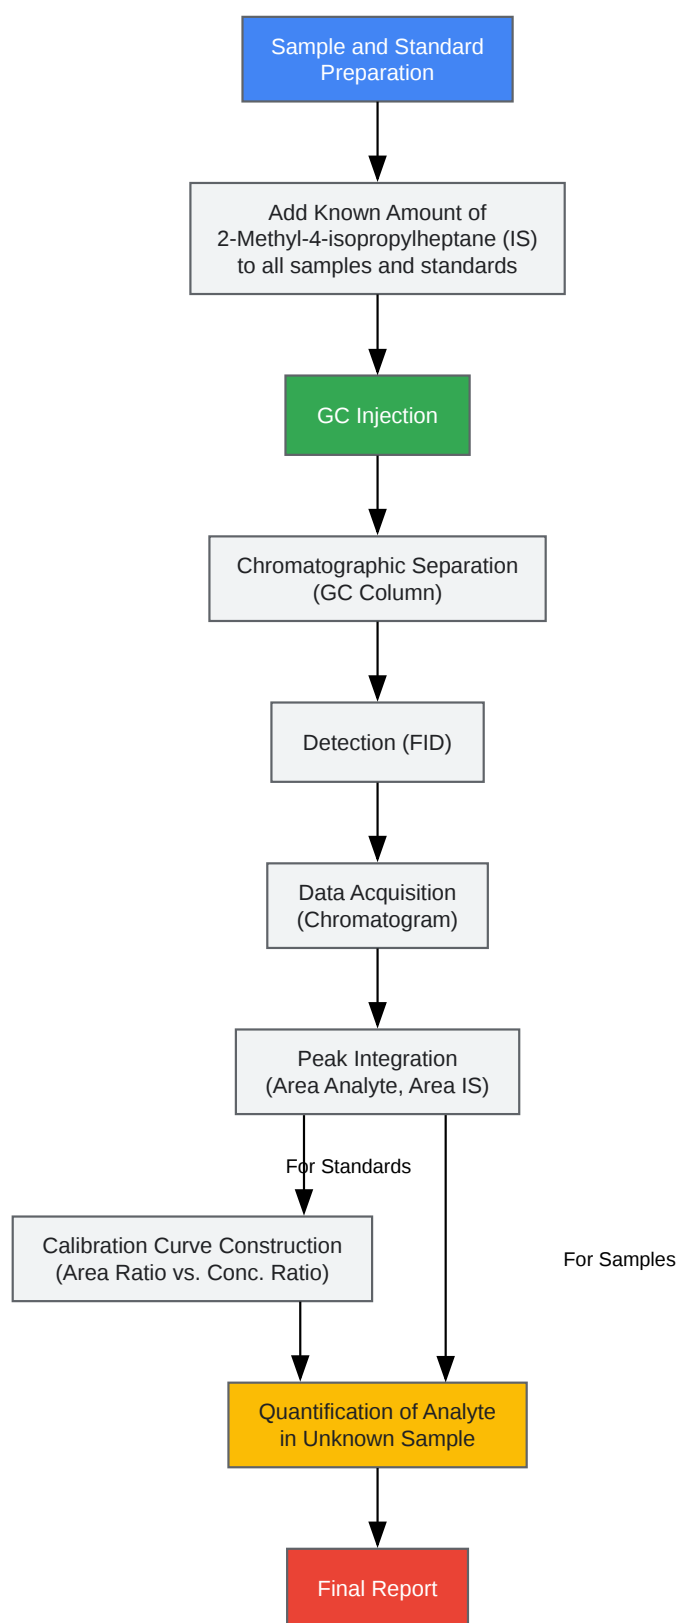 Sample and Standard
Preparation
Add Known Amount of
2-Methyl-4-isopropylheptane (IS)
to all samples and standards
GC Injection
Chromatographic Separation
(GC Column)
Detection (FID)
Data Acquisition
(Chromatogram)
Peak Integration
(Area Analyte, Area IS)
For Standards
Calibration Curve Construction
(Area Ratio vs. Conc. Ratio)
For Samples
Quantification of Analyte
in Unknown Sample
Final Report